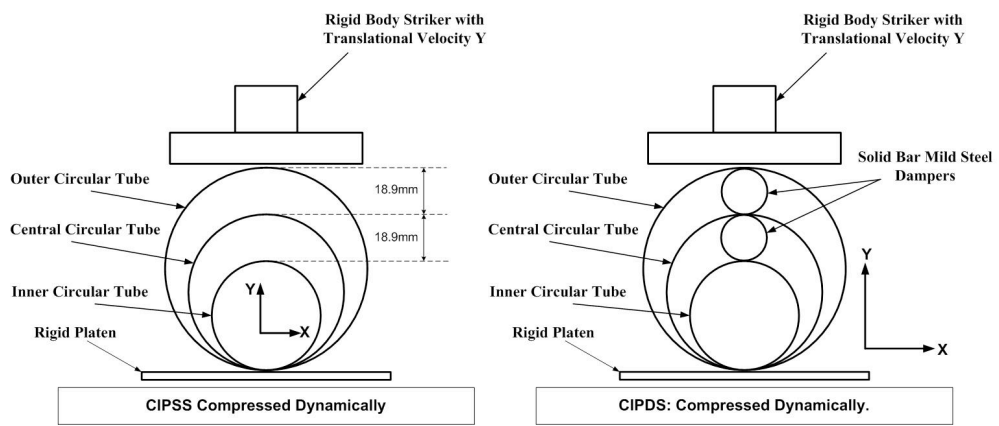 Rigid Body Striker with
Translational Velocity Y
Outer Circular Tube
18.9mm
Central Circular Tube
18.9mm
Inner Circular Tube
Y
X
Rigid Platen
CIPSS Compressed Dynamically
Rigid Body Striker with
Translational Velocity Y
Solid Bar Mild Steel
Dampers
Outer Circular Tube
Central Circular Tube
Y
Inner Circular Tube
X
Rigid Platen
CIPDS: Compressed Dynamically.